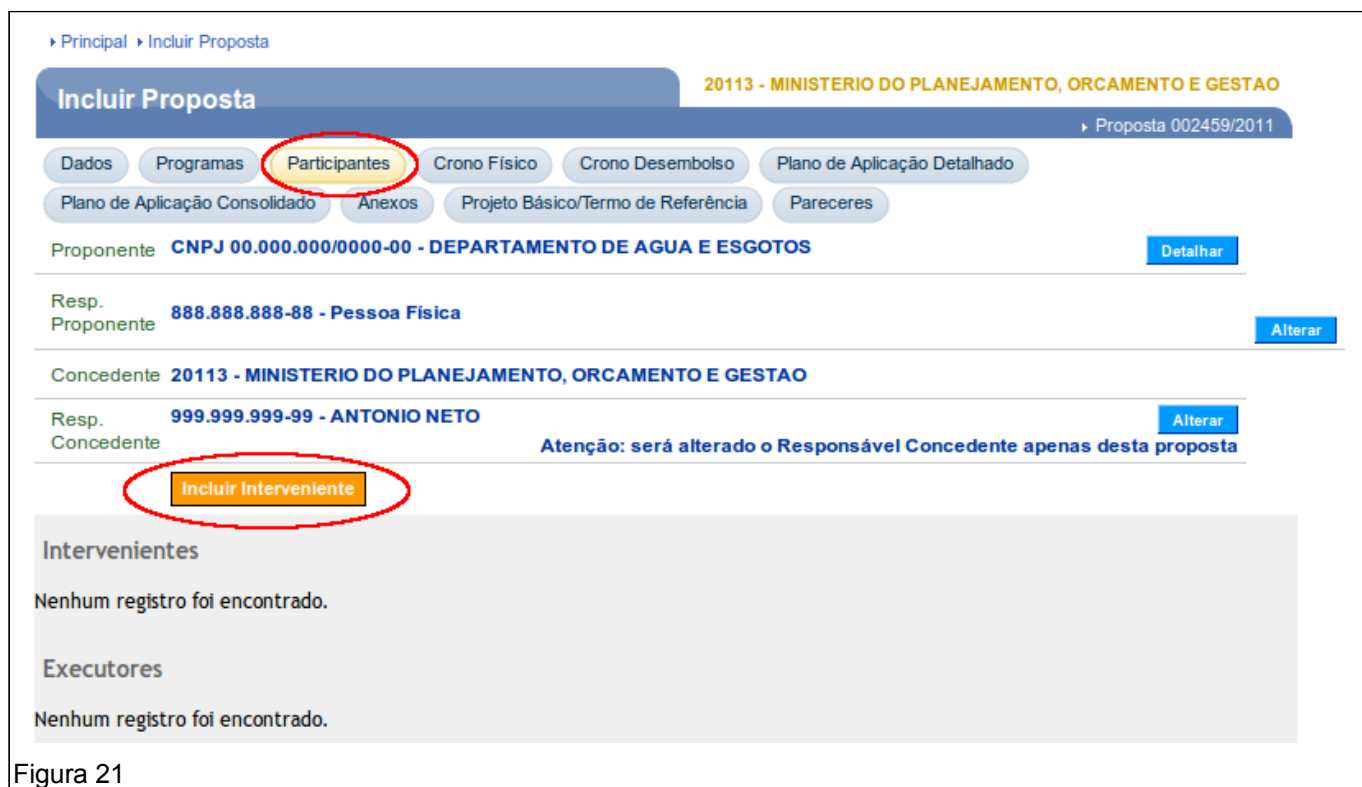 Principal Incluir Proposta
Incluir Proposta
20113 - MINISTERIO DO PLANEJAMENTO, ORCAMENTO E GESTAO
Proposta 002459/2011
Dados Programas Participantes Crono Físico Crono Desembolso Plano de Aplicação Detalhado
Plano de Aplicação Consolidado Anexos Projeto Básico/Termo de Referência Pareceres
Proponente CNPJ 00.000.000/0000-00 - DEPARTAMENTO DE AGUA E ESGOTOS Detalhar
Resp.
Proponente 888.888.888-88 - Pessoa Física
Alterar
Concedente 20113 - MINISTERIO DO PLANEJAMENTO, ORCAMENTO E GESTAO
Resp. 999.999.999-99 - ANTONIO NETO Alterar
Concedente Atenção: será alterado o Responsável Concedente apenas desta proposta
Incluir Interveniente
Intervenientes
Nenhum registro foi encontrado.
Executores
Nenhum registro foi encontrado.
Figura 21